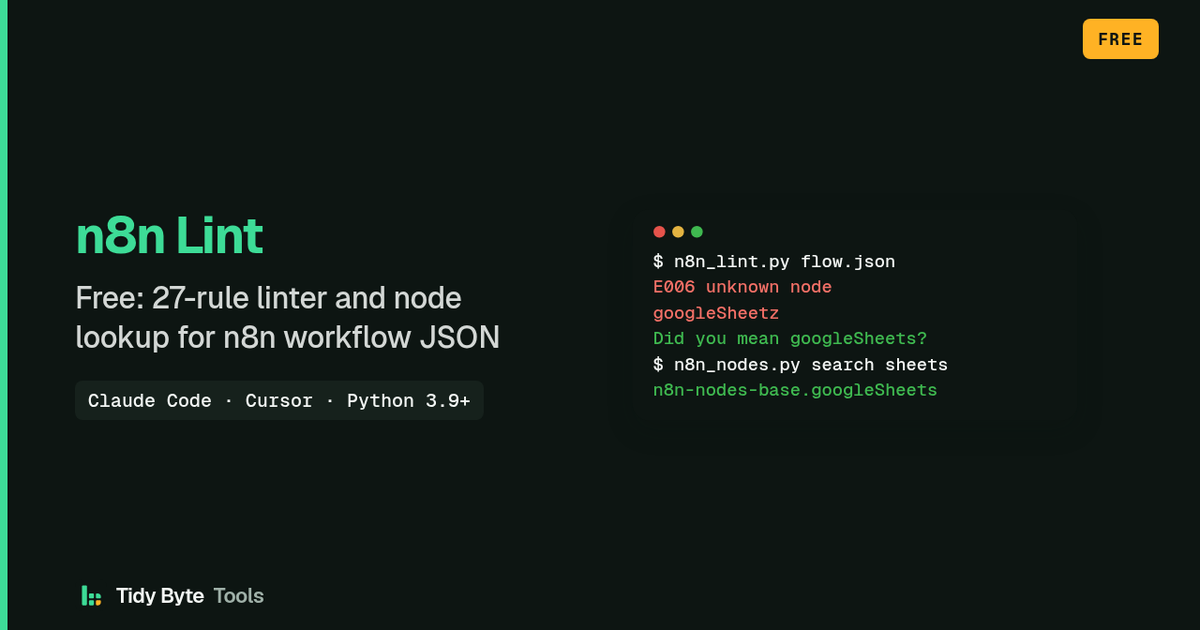 FREE
n8n Lint
Free: 27-rule linter and node
lookup for n8n workflow JSON
Claude Code · Cursor · Python 3.9+
$ n8n_lint.py flow.json
E006 unknown node
googleSheetz
Did you mean googleSheets?
$ n8n_nodes.py search sheets
n8n-nodes-base.googleSheets
Tidy Byte Tools